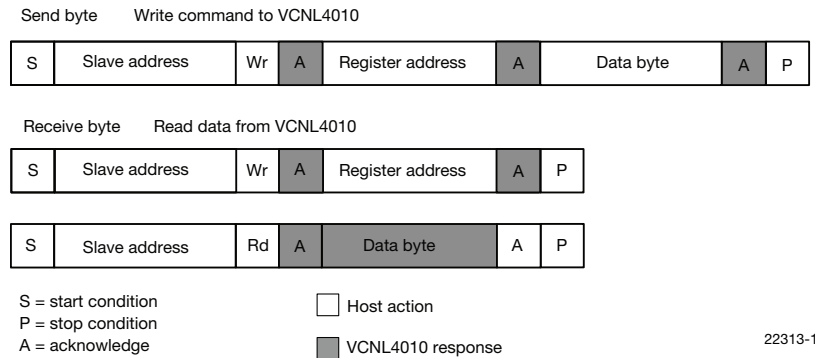 Send byte Write command to VCNL4010
S Slave address Wr A Register address A Data byte A P
Receive byte Read data from VCNL4010
S Slave address Wr A Register address A P
S Slave address Rd A Data byte A P
S = start condition
P = stop condition
A = acknowledge
Host action
VCNL4010 response
22313-1